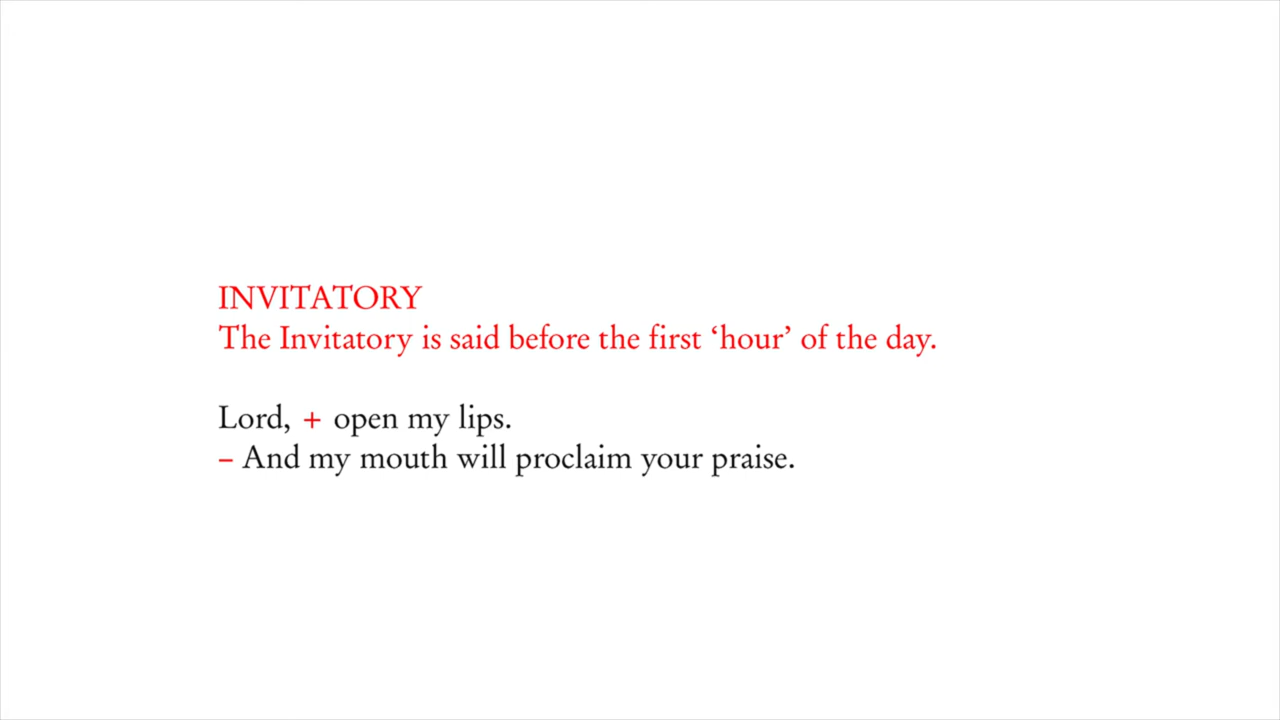 INVITATORY
The Invitatory is said before the first ‘hour’ of the day.
Lord, + open my lips.
– And my mouth will proclaim your praise.